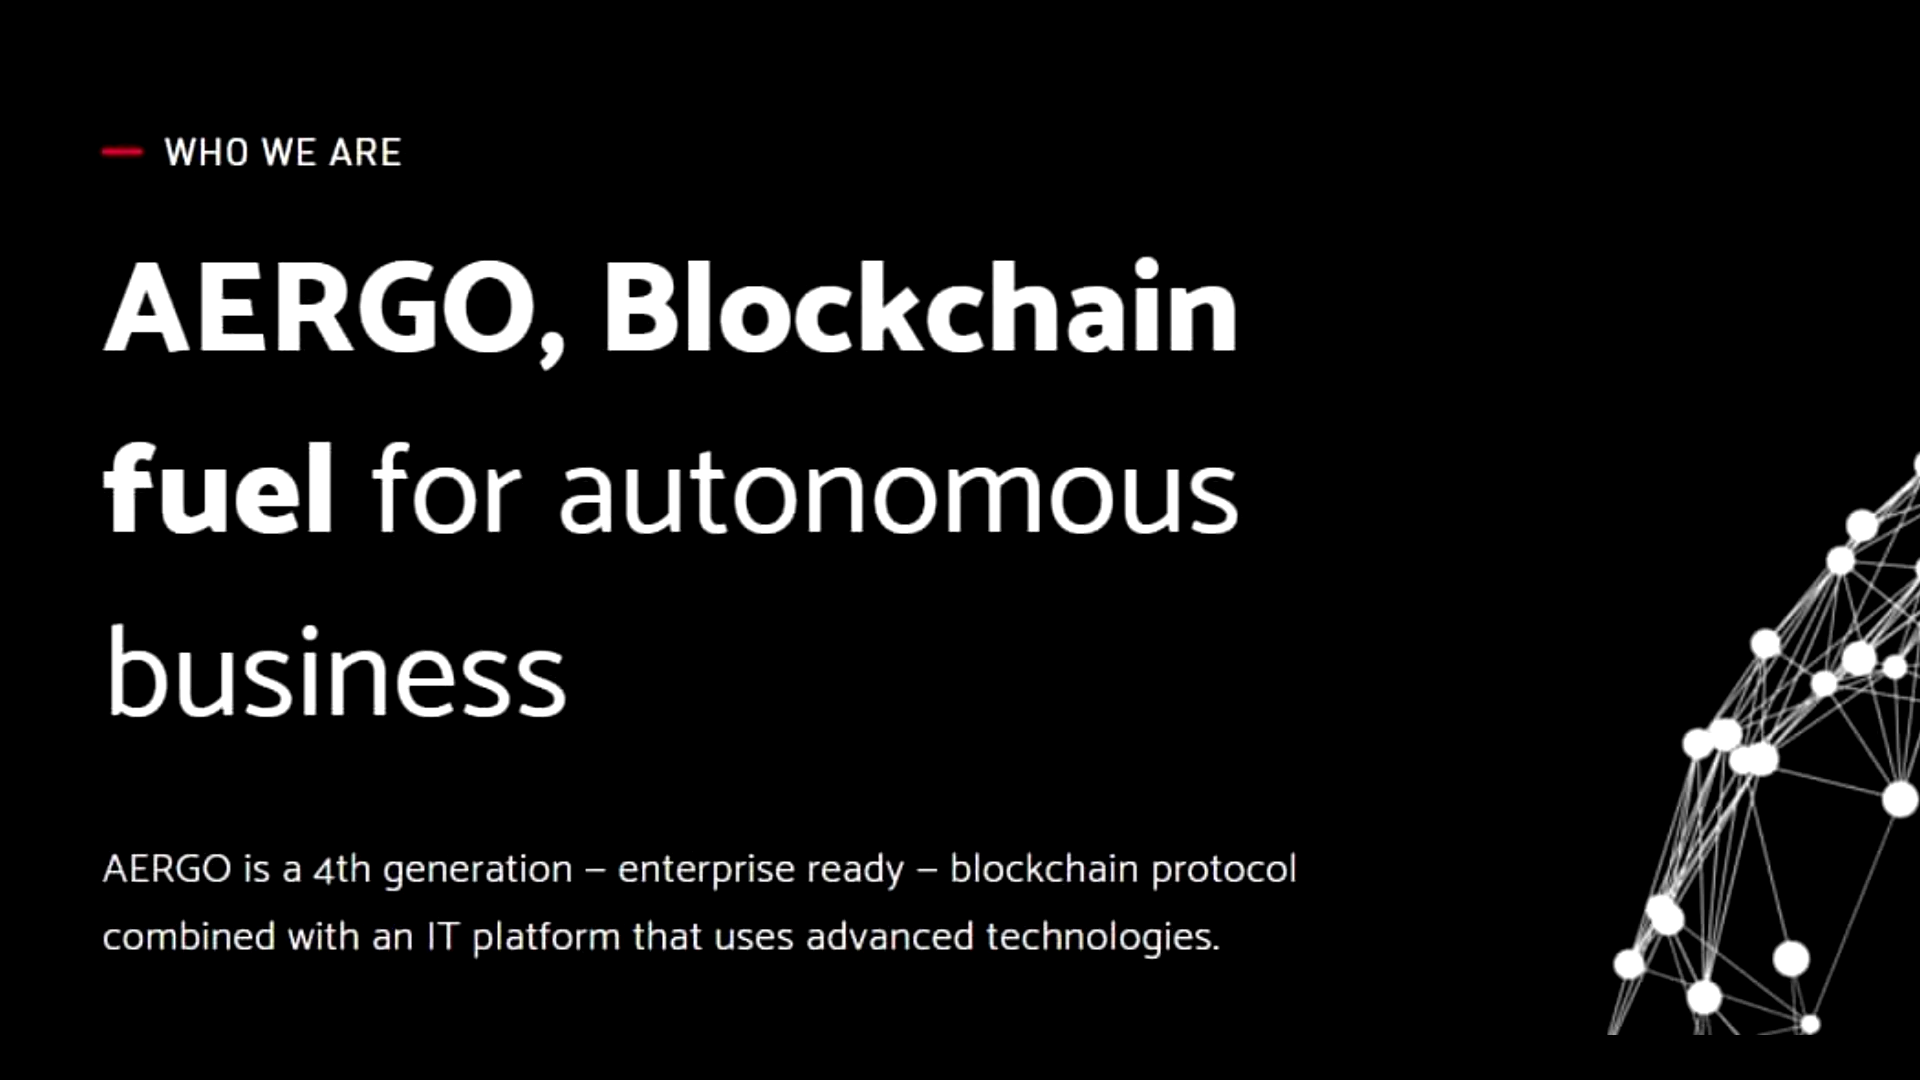 WHO WE ARE
AERGO, Blockchain
fuel for autonomous
business
AERGO is a 4th generation – enterprise ready – blockchain protocol
combined with an IT platform that uses advanced technologies.